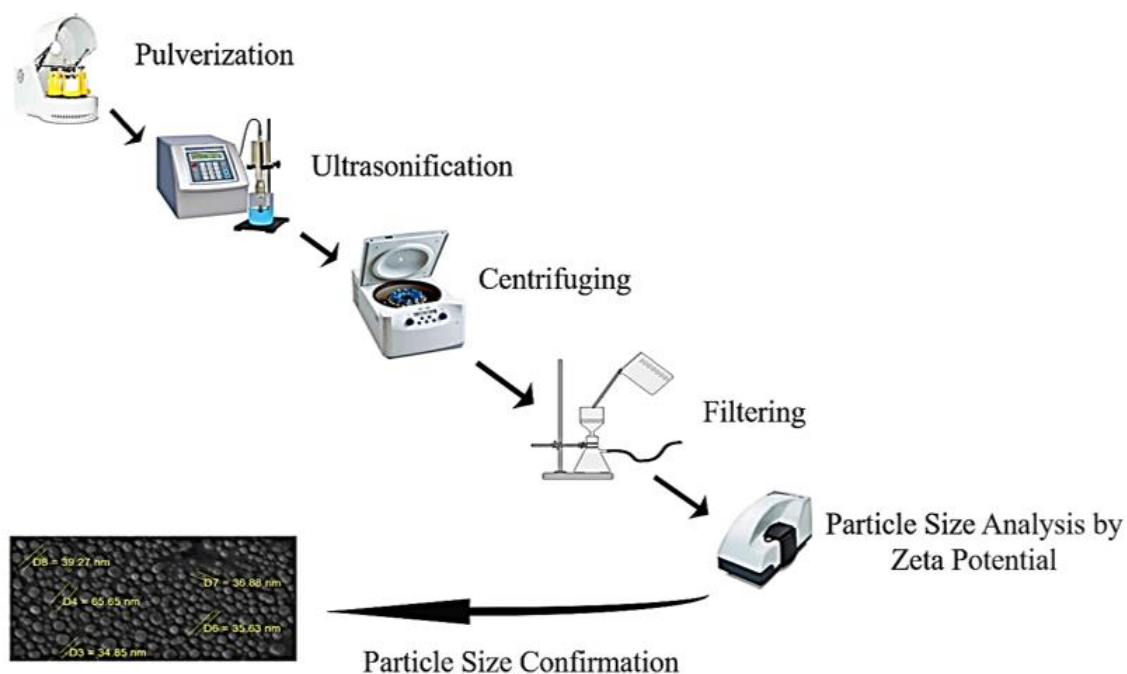 Pulverization
Ultrasonification
Centrifuging
Filtering
Particle Size Analysis by
Zeta Potential
D8 = 39.27 nm
D7 = 36.88 nm
D4 = 65.65 nm
D6 = 35.63 nm
D3 = 34.85 nm
Particle Size Confirmation